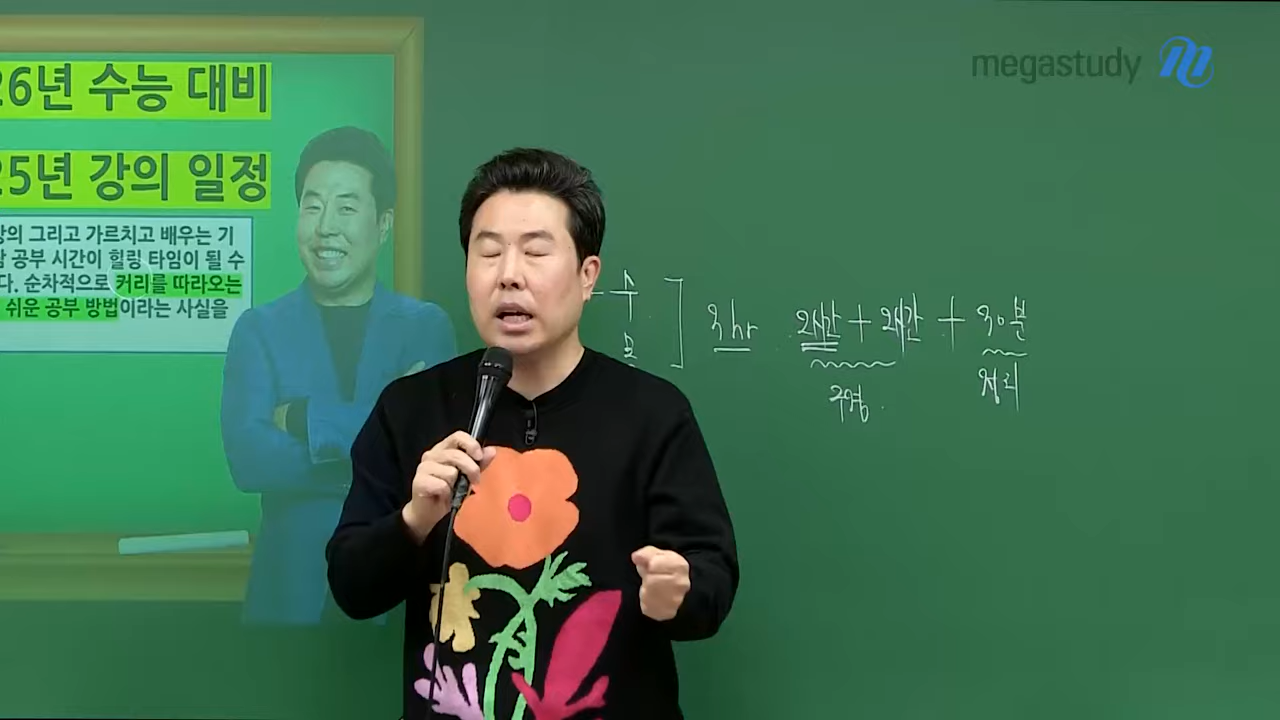 megastudy
26년 수능 대비
25년 강의 일정
그리고 가르치고 배우는 기
공부 시간이 힐링 타임이 될 수
다. 순차적으로 커리를 따라오는
쉬운 공부 방법이라는 사실을
수
3hr 2시간 + 2시간 + 30분
수업 정리